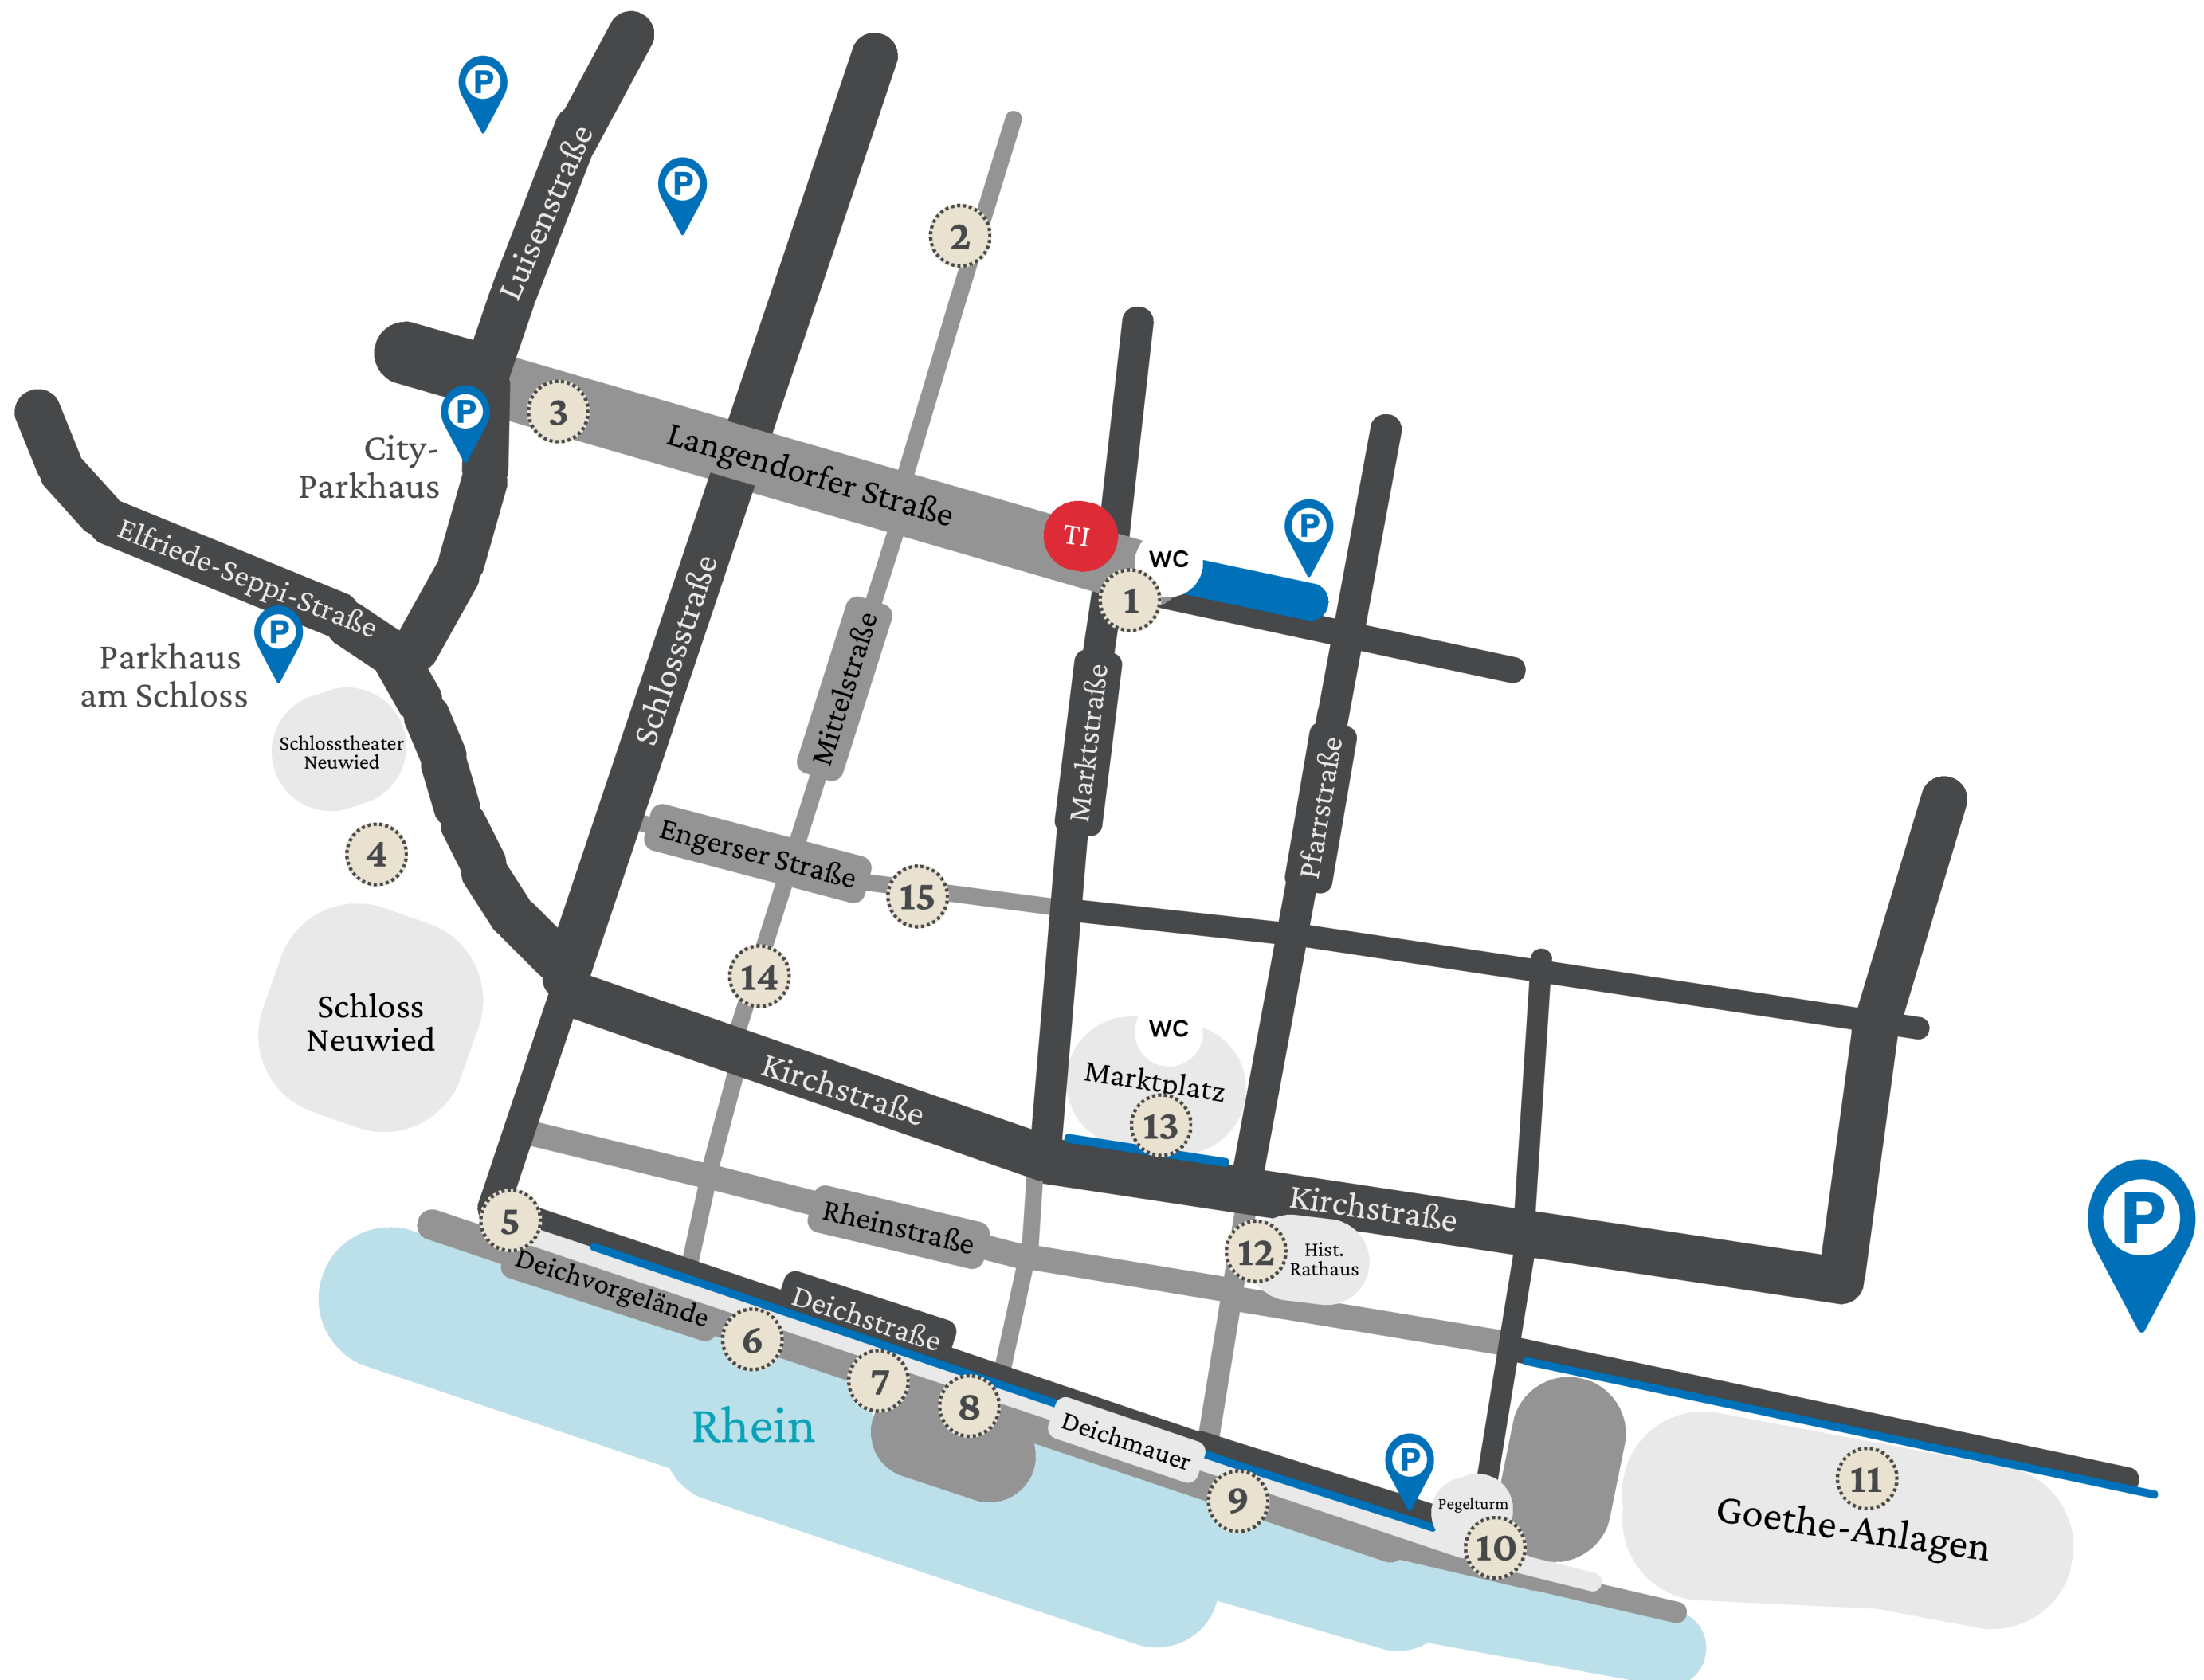 P
P
Luisenstraße
2
P
City-
Parkhaus
3
Langendorfer Straße
TI
WC
P
1
Elfriede-Seppi-Straße
P
Parkhaus
am Schloss
Schlosstheater
Neuwied
Schlossstraße
Mittelstraße
Marktstraße
Pfarrstraße
4
Engerser Straße
15
14
Schloss
Neuwied
Kirchstraße
WC
Marktplatz
13
Kirchstraße
P
5
Rheinstraße
12
Hist.
Rathaus
Deichvorgelände
Deichstraße
6
7
8
Rhein
Deichmauer
9
P
Pegelturm
10
11
Goethe-Anlagen